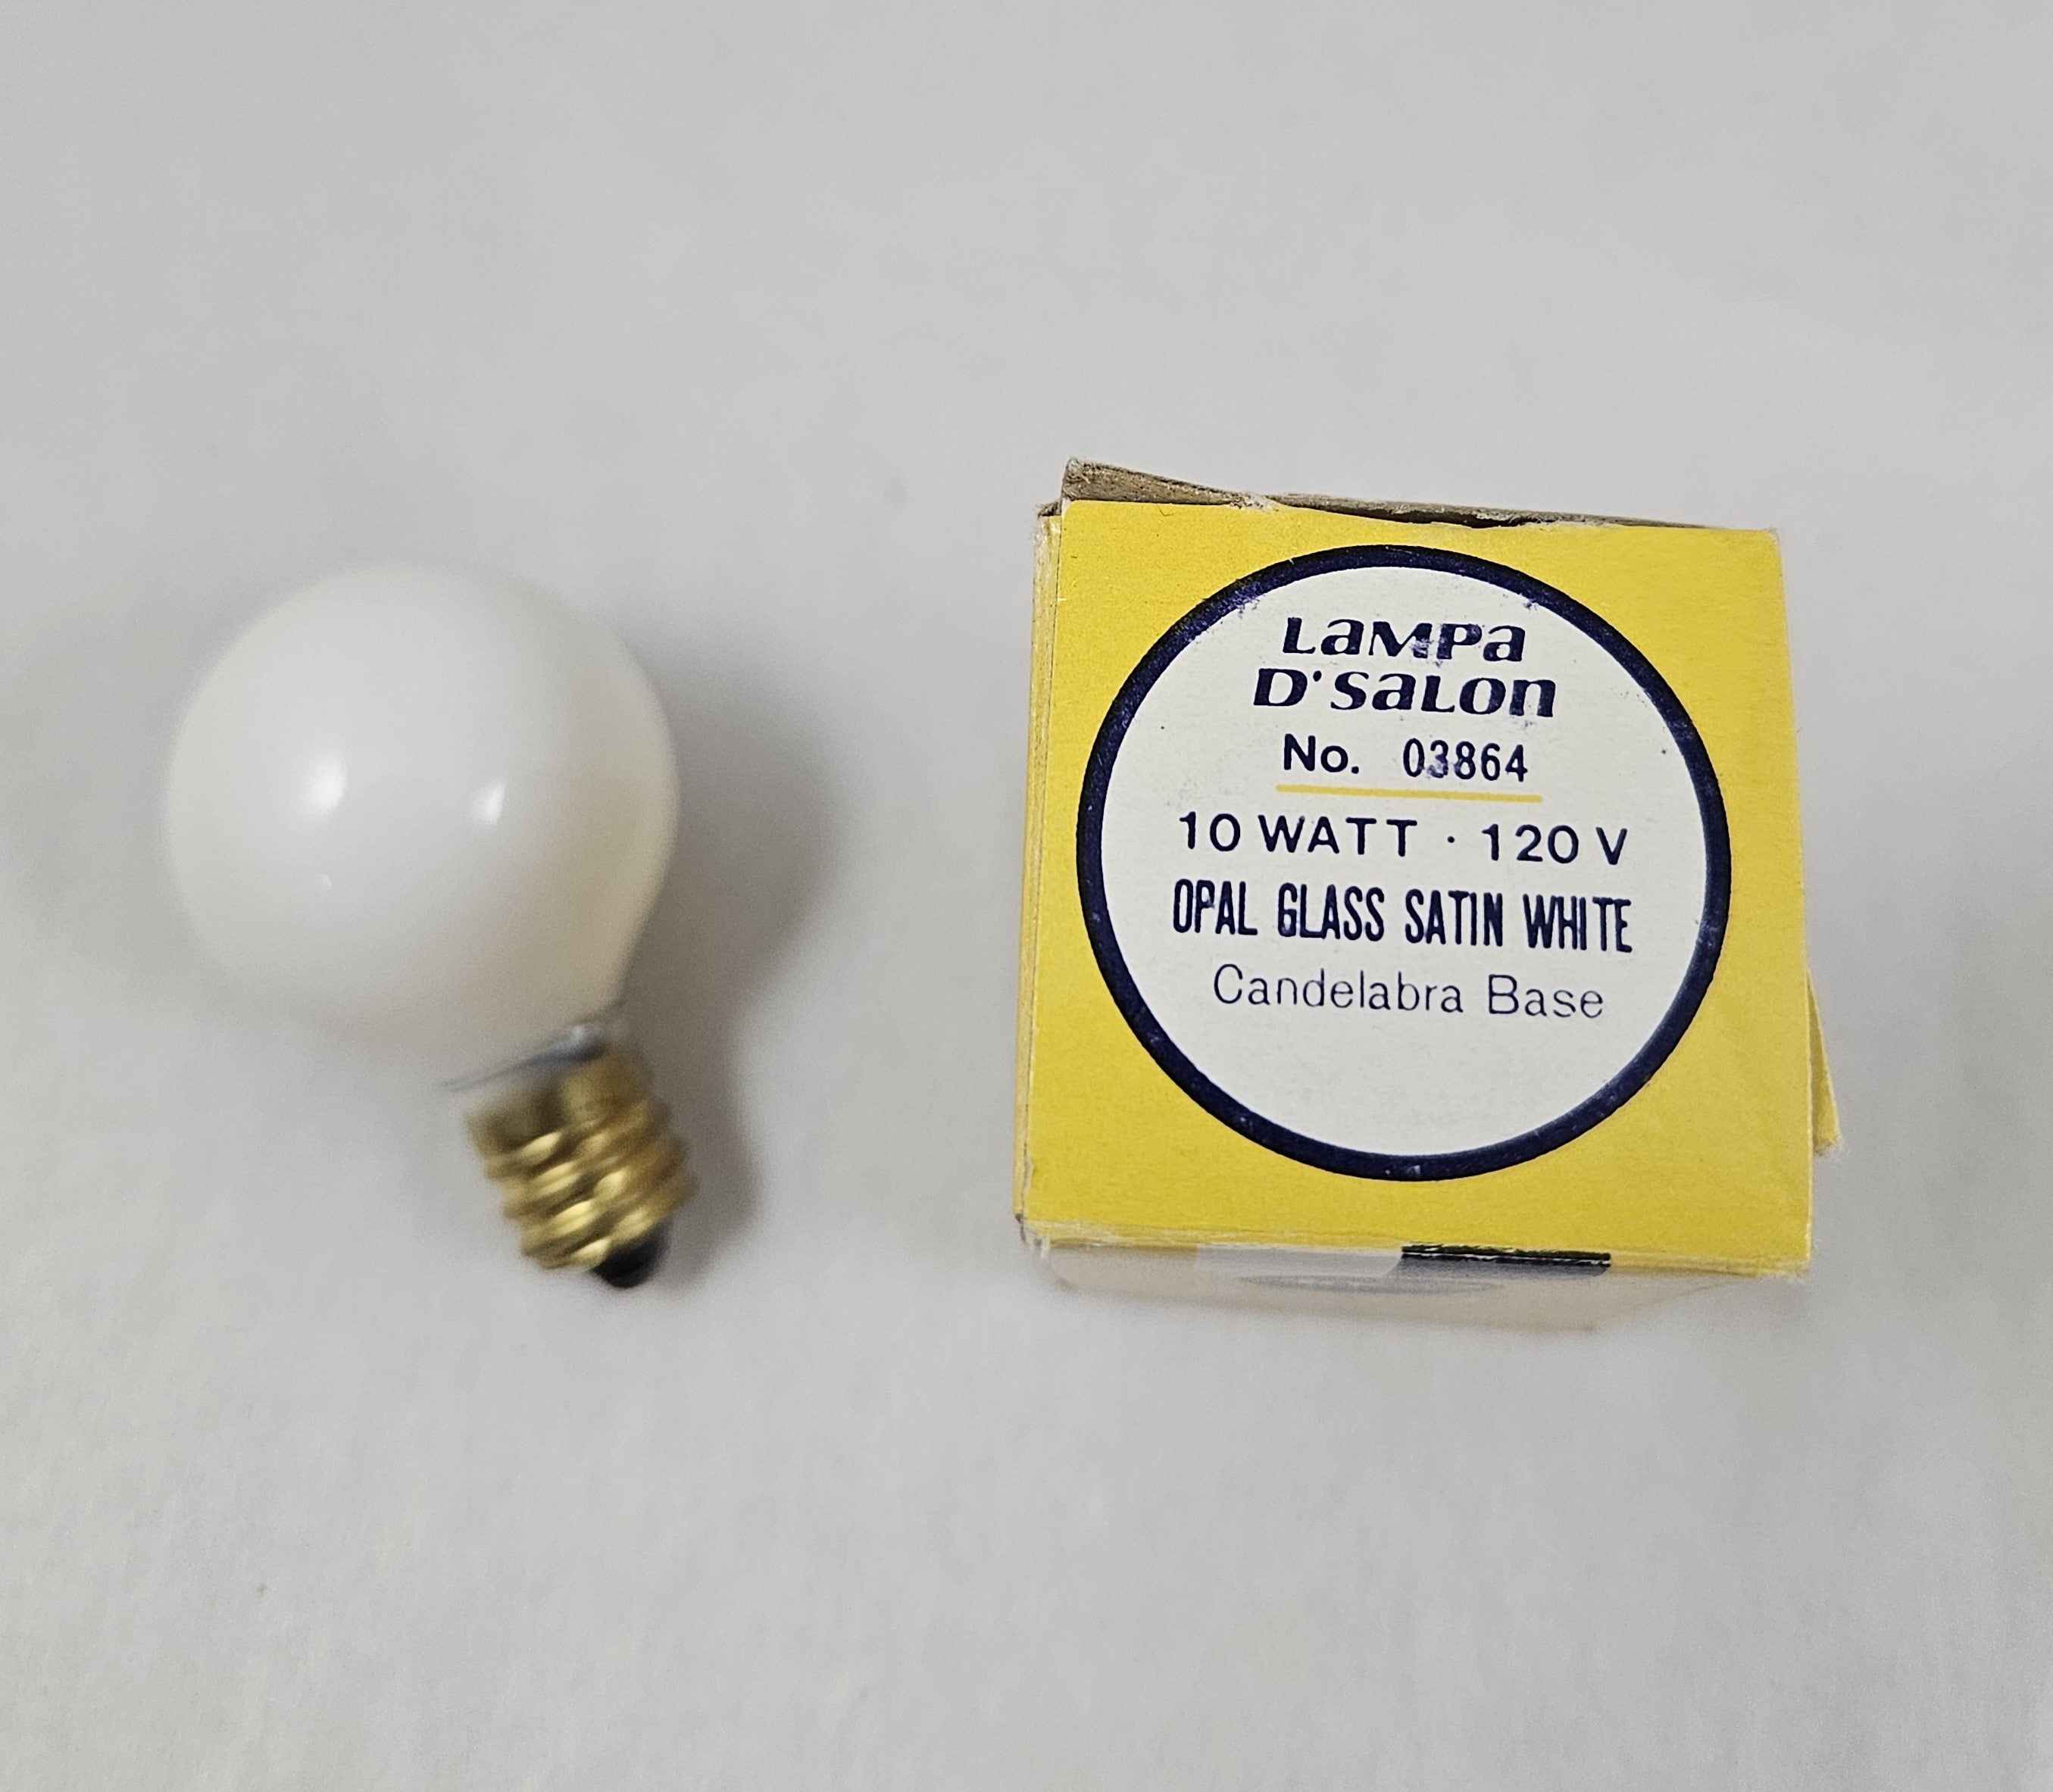 LaMPa
D'SaLon
No. 03864
10 WATT · 120 V
OPAL GLASS SATIN WHITE
Candelabra Base